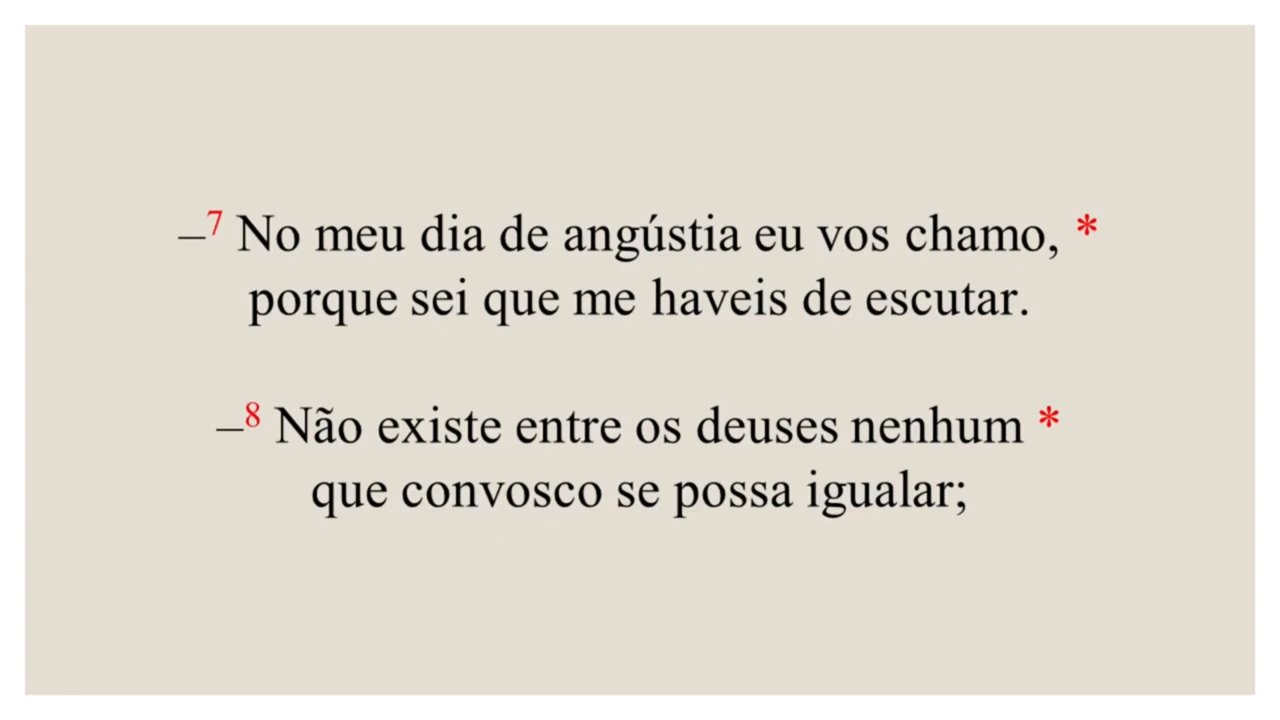 –⁷ No meu dia de angústia eu vos chamo, *
porque sei que me haveis de escutar.
–⁸ Não existe entre os deuses nenhum *
que convosco se possa igualar;